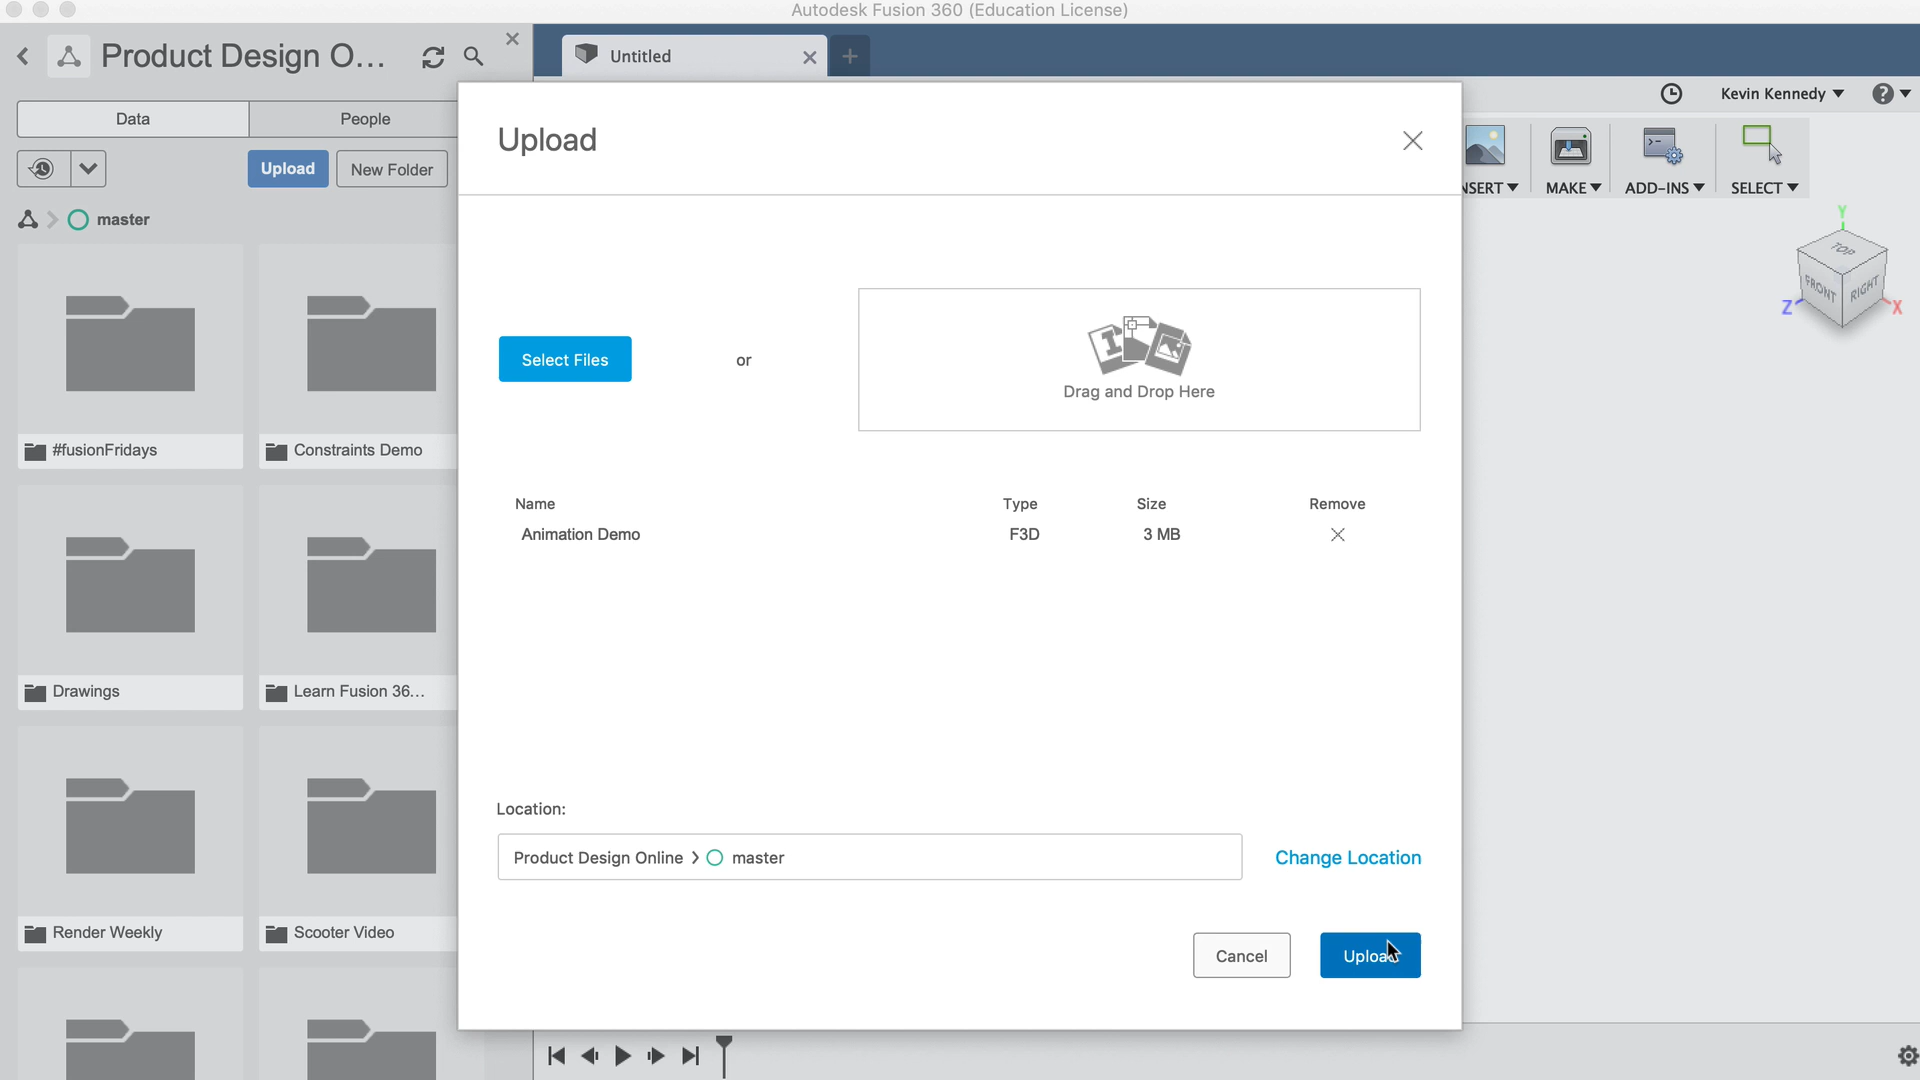 Autodesk Fusion 360 (Education License)
Product Design O...
Untitled
Data
People
Upload
New Folder
master
#fusionFridays
Constraints Demo
Drawings
Learn Fusion 36...
Render Weekly
Scooter Video
Kevin Kennedy
?
NSERT
MAKE
ADD-INS
SELECT
Y
TOP
FRONT
RIGHT
Z
X
Upload
Select Files
or
Drag and Drop Here
Name Type Size Remove
Animation Demo F3D 3 MB
Location:
Product Design Online > master
Change Location
Cancel
Upload